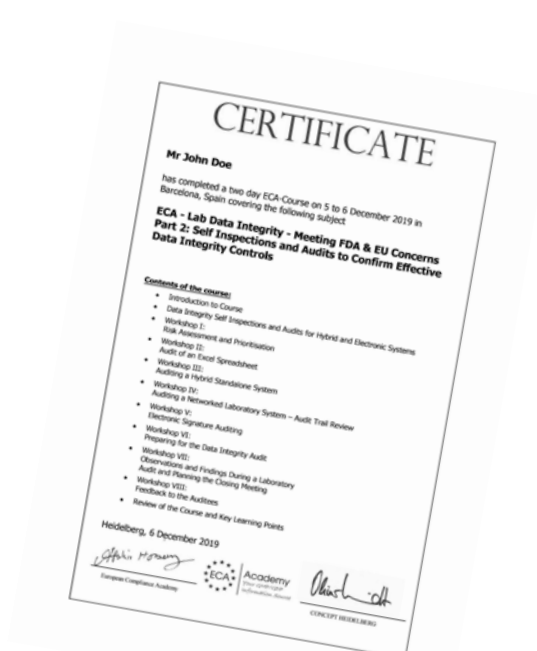 CERTIFICATE
Mr John Doe
has completed a two day ECA-Course on 5 to 6 December 2019 in
Barcelona, Spain covering the following subject
ECA - Lab Data Integrity - Meeting FDA & EU Concerns
Part 2: Self Inspections and Audits to Confirm Effective
Data Integrity Controls
Contents of the course:
• Introduction to Course
• Data Integrity Self Inspections and Audits for Hybrid and Electronic Systems
• Workshop I:
Risk Assessment and Prioritisation
• Workshop II:
Audit of an Excel Spreadsheet
• Workshop III:
Auditing a Hybrid Standalone System
• Workshop IV:
Auditing a Networked Laboratory System – Audit Trail Review
• Workshop V:
Electronic Signature Auditing
• Workshop VI:
Preparing for the Data Integrity Audit
• Workshop VII:
Observations and Findings During a Laboratory
Audit and Planning the Closing Meeting
• Workshop VIII:
Feedback to the Auditees
• Review of the Course and Key Learning Points
Heidelberg, 6 December 2019
European Compliance Academy
ECA
Academy
CONCEPT HEIDELBERG